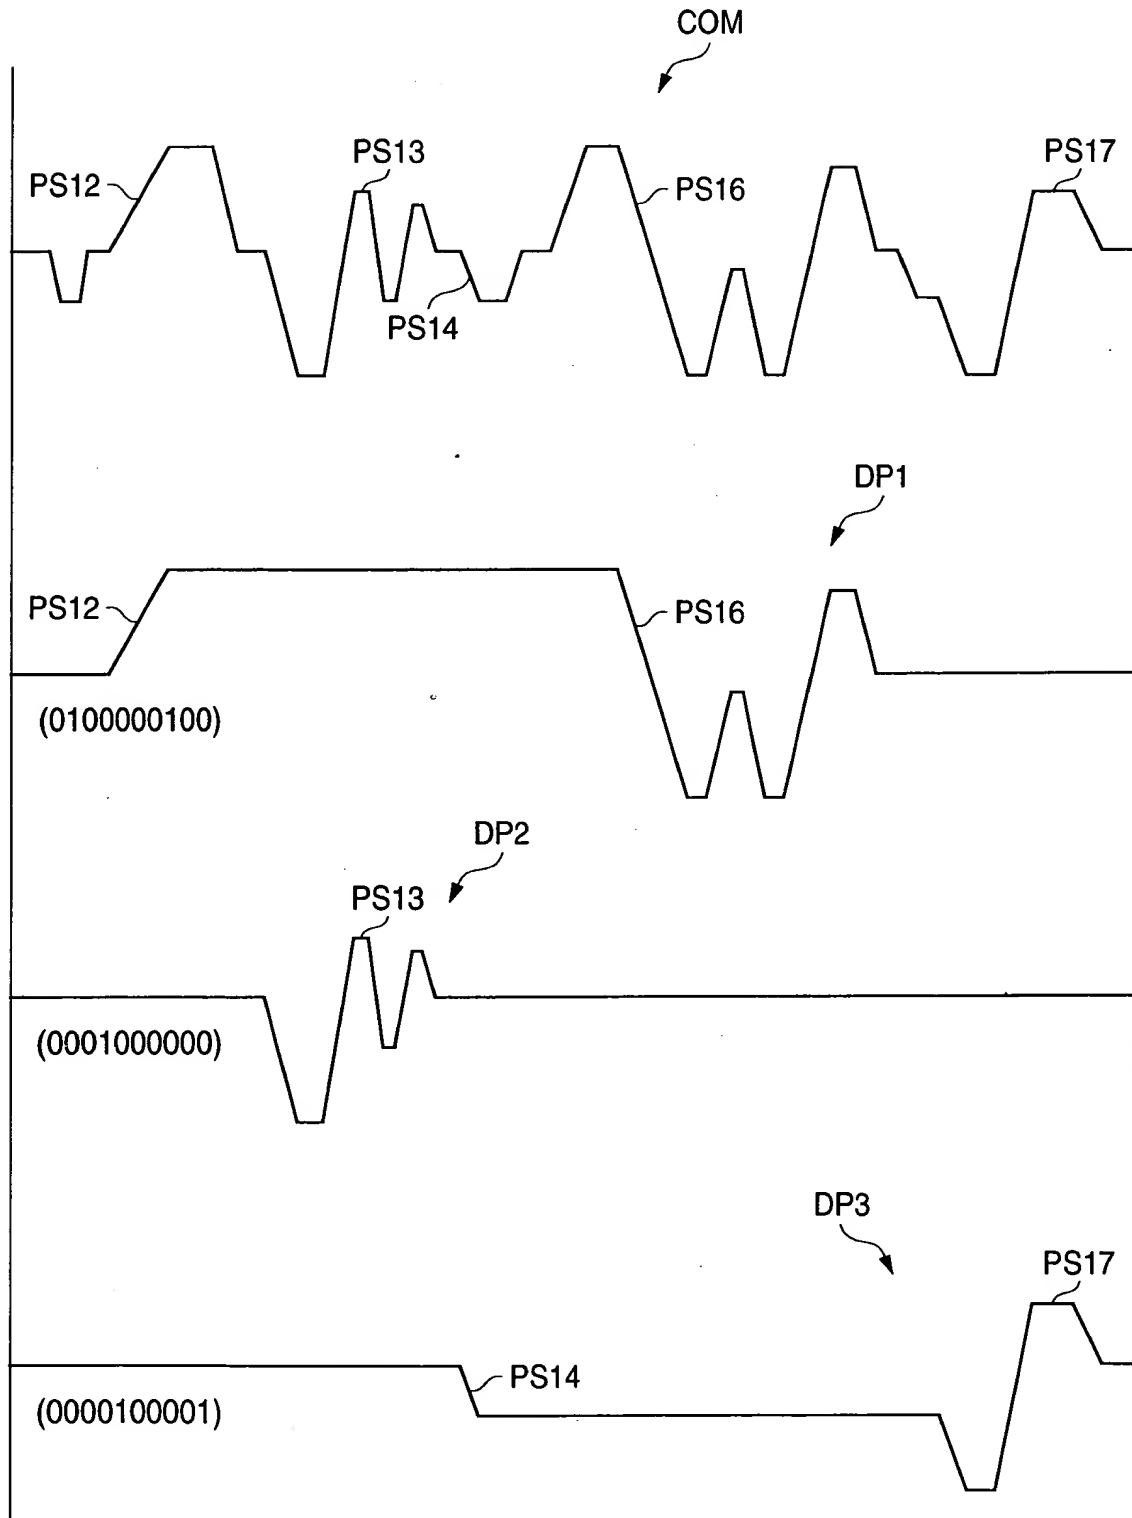 COM
PS12
PS13
PS14
PS16
PS17
DP1
PS12
PS16
(0100000100)
DP2
PS13
(0001000000)
DP3
PS17
PS14
(0000100001)